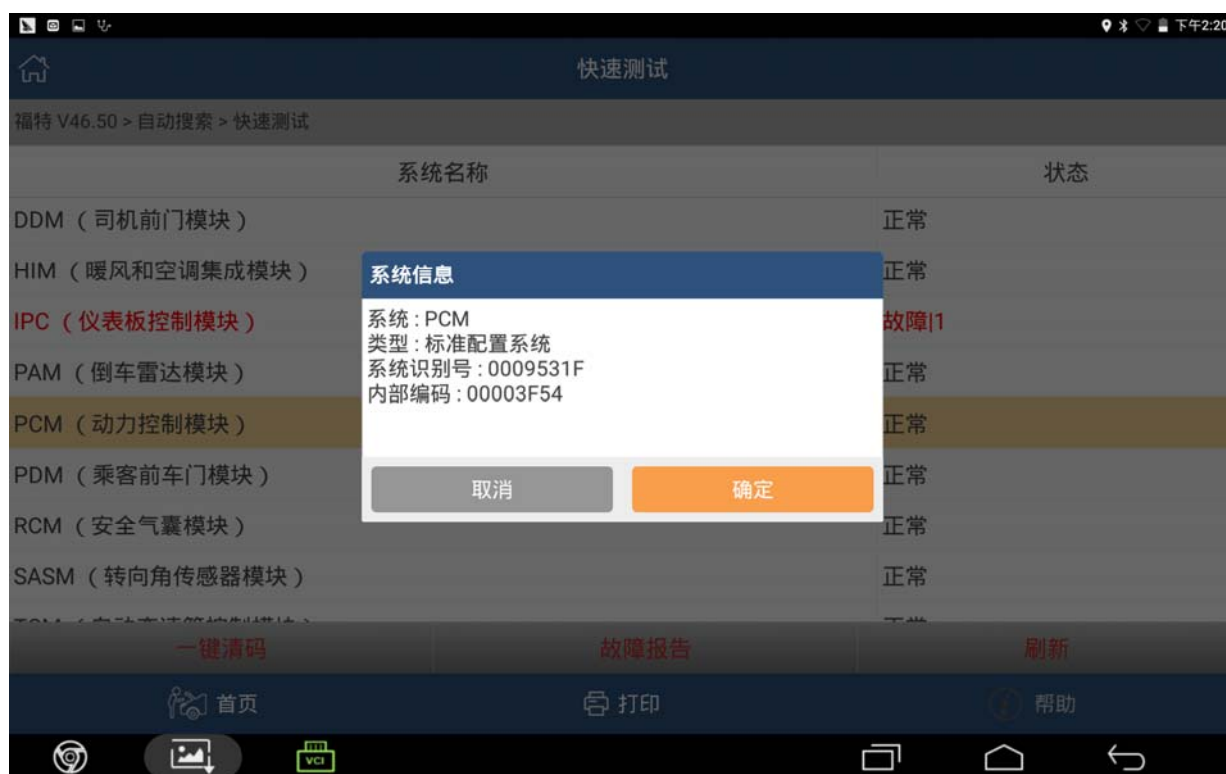 下午2:20
快速测试
福特 V46.50 > 自动搜索 > 快速测试
系统名称 状态
DDM （司机前门模块） 正常
HIM （暖风和空调集成模块） 正常
IPC （仪表板控制模块） 故障|1
PAM （倒车雷达模块） 正常
PCM （动力控制模块） 正常
PDM （乘客前车门模块） 正常
RCM （安全气囊模块） 正常
SASM （转向角传感器模块） 正常
系统信息
系统 : PCM
类型 : 标准配置系统
系统识别号 : 0009531F
内部编码 : 00003F54
取消 确定
一键清码 故障报告 刷新
首页 打印 帮助
VCI